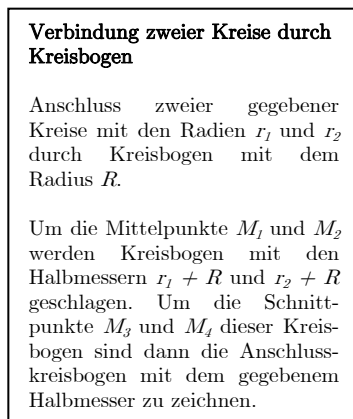 Verbindung zweier Kreise durch
Kreisbogen
Anschluss zweier gegebener
Kreise mit den Radien r₁ und r₂
durch Kreisbogen mit dem
Radius R.
Um die Mittelpunkte M₁ und M₂
werden Kreisbogen mit den
Halbmessern r₁ + R und r₂ + R
geschlagen. Um die Schnitt-
punkte M₃ und M₄ dieser Kreis-
bogen sind dann die Anschluss-
kreisbogen mit dem gegebenem
Halbmesser zu zeichnen.